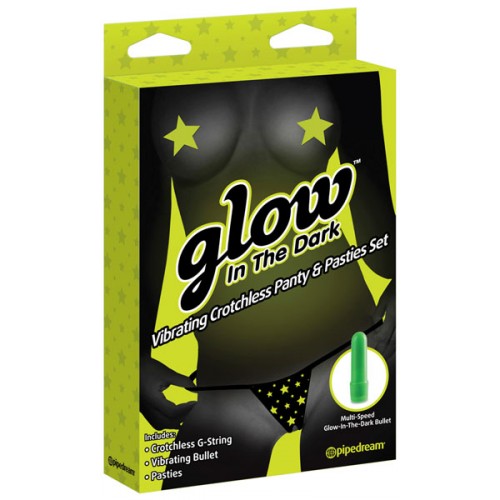 glow™
In The Dark
Vibrating Crotchless Panty & Pasties Set
Includes:
• Crotchless G-String
• Vibrating Bullet
• Pasties
Multi-Speed
Glow-In-The-Dark Bullet
pipedream®